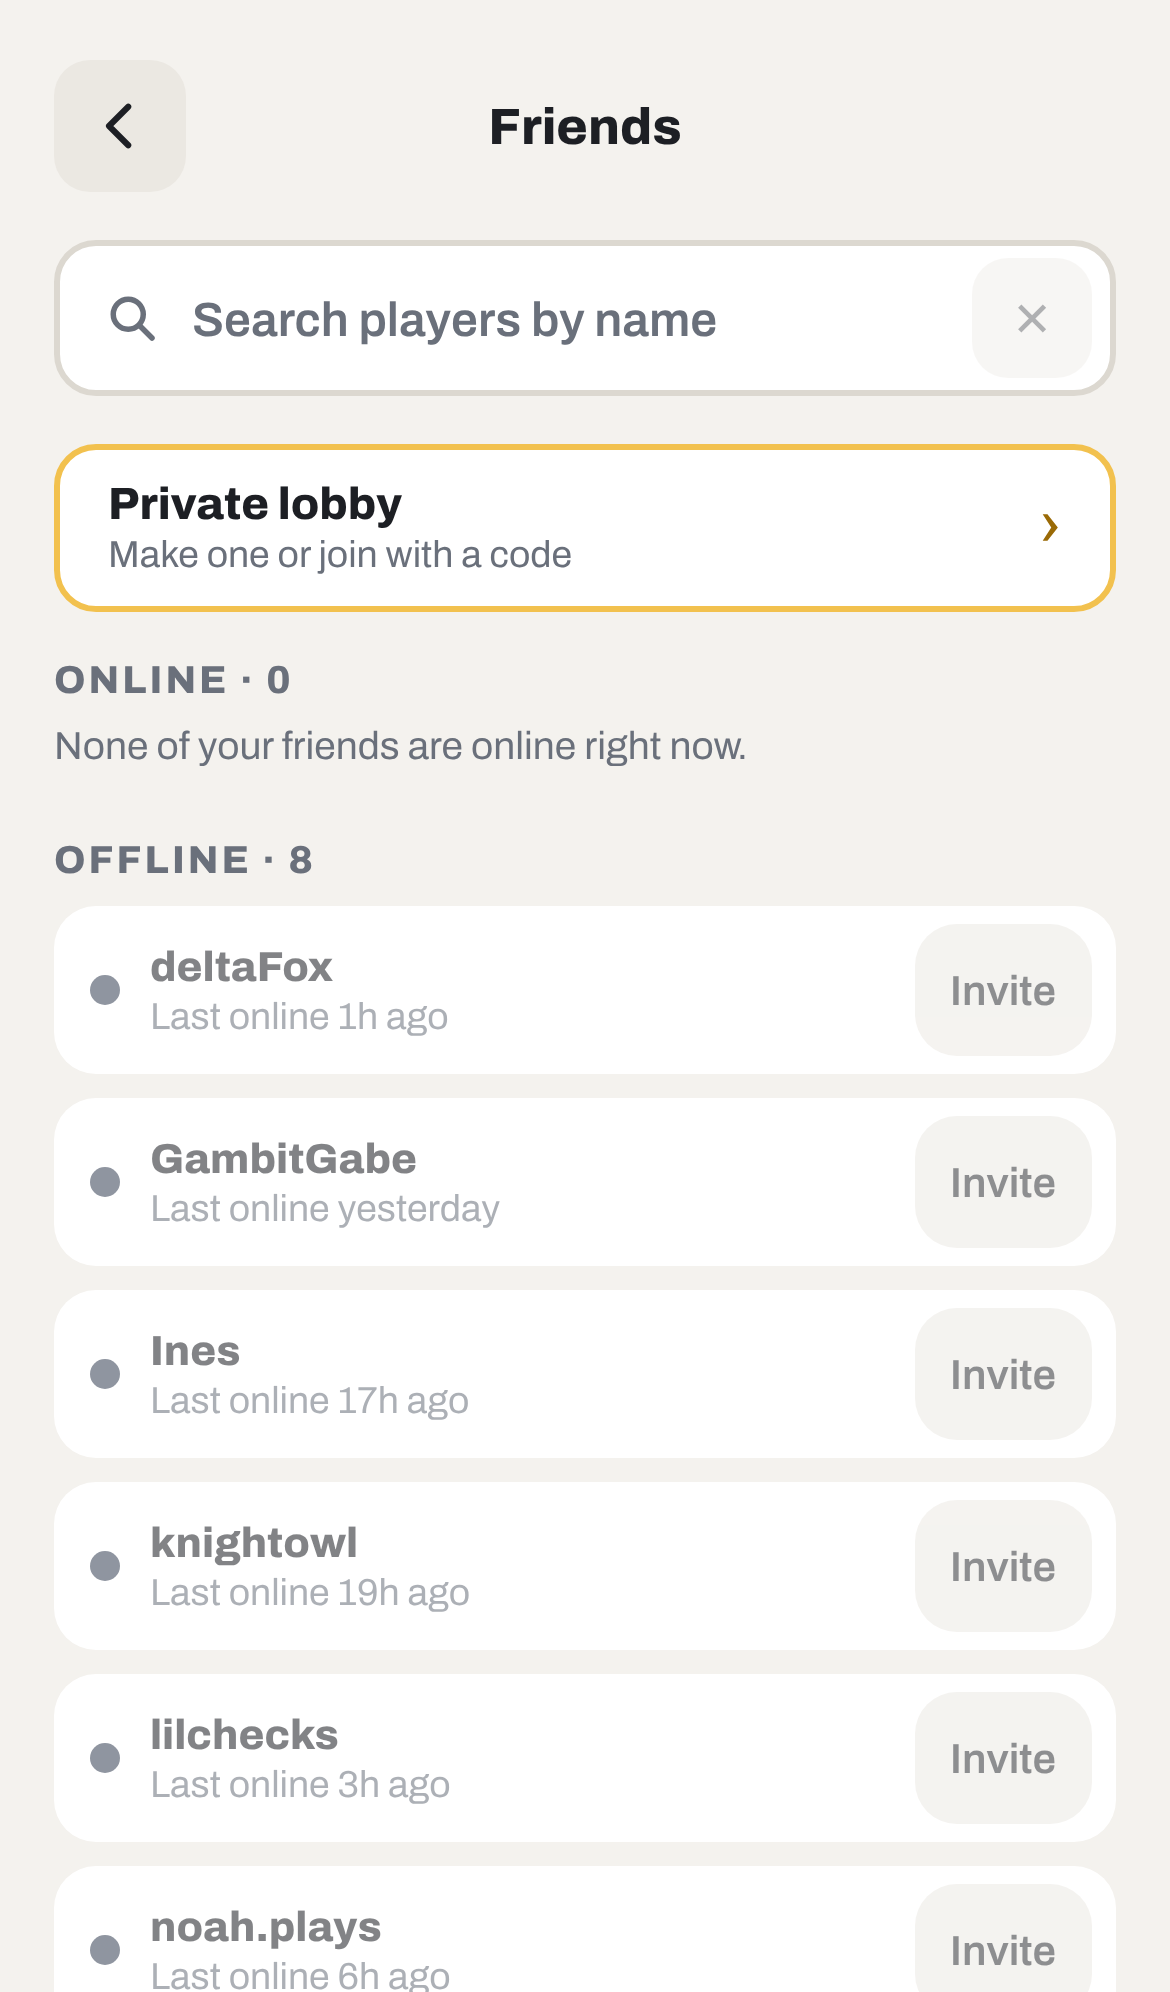 Friends
Search players by name
Private lobby
Make one or join with a code
ONLINE · 0
None of your friends are online right now.
OFFLINE · 8
deltaFox
Last online 1h ago
Invite
GambitGabe
Last online yesterday
Invite
Ines
Last online 17h ago
Invite
knightowl
Last online 19h ago
Invite
lilchecks
Last online 3h ago
Invite
noah.plays
Last online 6h ago
Invite